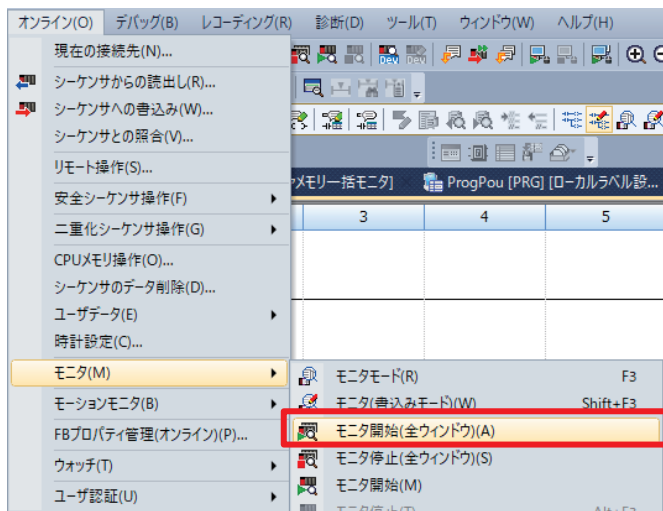 オンライン(O) デバッグ(B) レコーディング(R) 診断(D) ツール(T) ウィンドウ(W) ヘルプ(H)
現在の接続先(N)...
シーケンサからの読出し(R)...
シーケンサへの書込み(W)...
シーケンサとの照合(V)...
リモート操作(S)...
安全シーケンサ操作(F)
二重化シーケンサ操作(G)
CPUメモリ操作(O)...
シーケンサのデータ削除(D)...
ユーザデータ(E)
時計設定(C)...
モニタ(M)
モーションモニタ(B)
FBプロパティ管理(オンライン)(P)...
ウォッチ(T)
ユーザ認証(U)
DEV
メモリ一括モニタ] ProgPou [PRG] [ローカルラベル設...
3 4 5
モニタモード(R) F3
モニタ(書込みモード)(W) Shift+F3
モニタ開始(全ウィンドウ)(A)
モニタ停止(全ウィンドウ)(S)
モニタ開始(M)
モニタ停止(T) Alt+F3